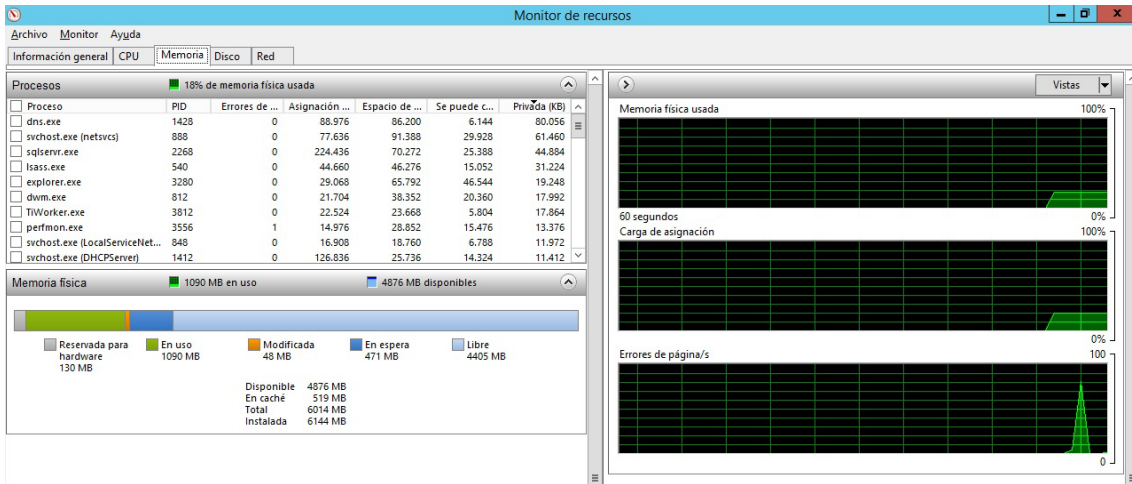 Monitor de recursos
Archivo Monitor Ayuda
Información general CPU Memoria Disco Red
Procesos 18% de memoria física usada
Proceso PID Errores de ... Asignación ... Espacio de ... Se puede c... Privada (KB)
dns.exe 1428 0 88.976 86.200 6.144 80.056
svchost.exe (netsvcs) 888 0 77.636 91.388 29.928 61.460
sqlservr.exe 2268 0 224.436 70.272 25.388 44.884
lsass.exe 540 0 44.660 46.276 15.052 31.224
explorer.exe 3280 0 29.068 65.792 46.544 19.248
dwm.exe 812 0 21.704 38.352 20.360 17.992
TiWorker.exe 3812 0 22.524 23.668 5.804 17.864
perfmon.exe 3556 1 14.976 28.852 15.476 13.376
svchost.exe (LocalServiceNet... 848 0 16.908 18.760 6.788 11.972
svchost.exe (DHCPServer) 1412 0 126.836 25.736 14.324 11.412
Memoria física 1090 MB en uso 4876 MB disponibles
Reservada para hardware 130 MB
En uso 1090 MB
Modificada 48 MB
En espera 471 MB
Libre 4405 MB
Disponible 4876 MB
En caché 519 MB
Total 6014 MB
Instalada 6144 MB
Vistas
Memoria física usada 100%
60 segundos 0%
Carga de asignación 100%
0%
Errores de página/s 100
0